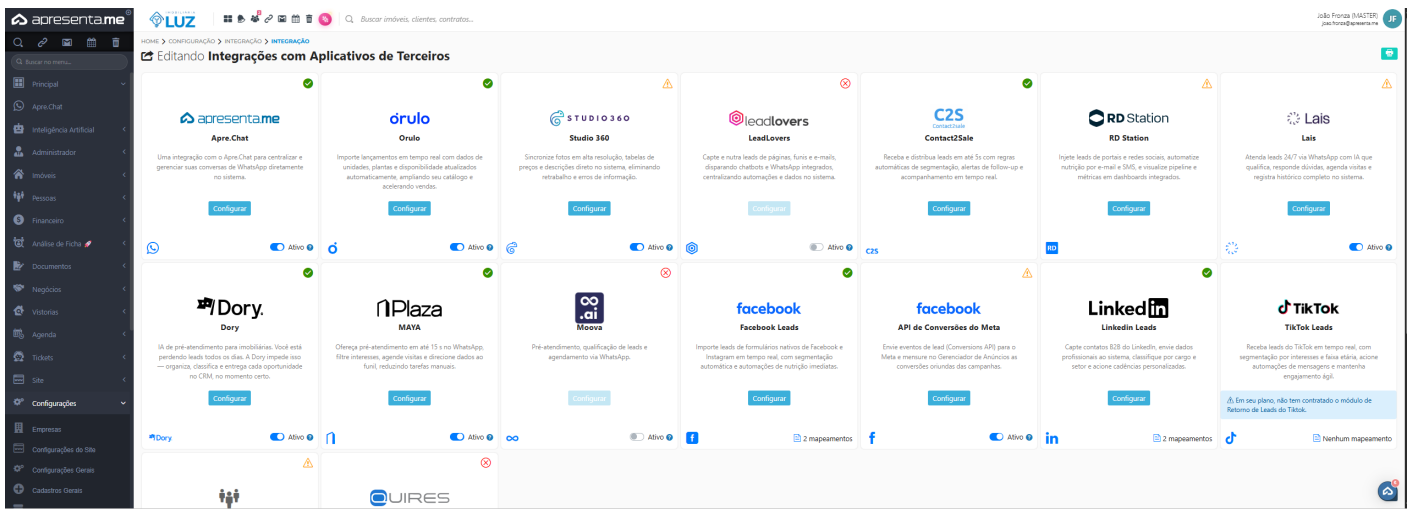 apresenta.me
IMOBILIÁRIA
LUZ
Buscar imóveis, clientes, contratos...
João Fronza (MASTER)
joao.fronza@apresenta.me
JF
Buscar no menu...
Principal
Apre.Chat
Inteligência Artificial
Administrador
Imóveis
Pessoas
Financeiro
Análise de Ficha
Documentos
Negócios
Vistorias
Agenda
Tickets
Site
Configurações
Empresas
Configurações do Site
Configurações Gerais
Cadastros Gerais
HOME > CONFIGURAÇÃO > INTEGRAÇÃO > INTEGRAÇÃO
Editando Integrações com Aplicativos de Terceiros
apresenta.me
Apre.Chat
Uma integração com o Apre.Chat para centralizar e
gerenciar suas conversas de WhatsApp diretamente
no sistema.
Configurar
Ativo
órulo
Orulo
Importe lançamentos em tempo real com dados de
unidades, plantas e disponibilidade atualizados
automaticamente, ampliando seu catálogo e
acelerando vendas.
Configurar
Ativo
STUDIO360
Studio 360
Sincronize fotos em alta resolução, tabelas de
preços e descrições direto no sistema, eliminando
retrabalho e erros de informação.
Configurar
Ativo
leadlovers
LeadLovers
Capte e nutra leads de páginas, funis e e-mails,
disparando chatbots e WhatsApp integrados,
centralizando automações e dados no sistema.
Configurar
Ativo
C2S
Contact2sale
Contact2Sale
Receba e distribua leads em até 5s com regras
automáticas de segmentação, alertas de follow-up e
acompanhamento em tempo real.
Configurar
C2S
RD Station
RD Station
Injete leads de portais e redes sociais, automatize
nutrição por e-mail e SMS, e visualize pipeline e
métricas em dashboards integrados.
Configurar
RD
Lais
Lais
Atenda leads 24/7 via WhatsApp com IA que
qualifica, responde dúvidas, agenda visitas e
registra histórico completo no sistema.
Configurar
Ativo
Dory.
Dory
IA de pré-atendimento para imobiliárias. Você está
perdendo leads todos os dias. A Dory impede isso
— organiza, classifica e entrega cada oportunidade
no CRM, no momento certo.
Configurar
Dory
Ativo
Plaza
MAYA
Ofereça pré-atendimento em até 15 s no WhatsApp,
filtre interesses, agende visitas e direcione dados ao
funil, reduzindo tarefas manuais.
Configurar
Ativo
.ai
Moova
Pré-atendimento, qualificação de leads e
agendamento via WhatsApp.
Configurar
Ativo
facebook
Facebook Leads
Importe leads de formulários nativos de Facebook e
Instagram em tempo real, com segmentação
automática e automações de nutrição imediatas.
Configurar
2 mapeamentos
facebook
API de Conversões do Meta
Envie eventos de lead (Conversions API) para o
Meta e mensure no Gerenciador de Anúncios as
conversões oriundas das campanhas.
Configurar
Ativo
Linked in
Linkedin Leads
Capte contatos B2B do LinkedIn, envie dados
profissionais ao sistema, classifique por cargo e
setor e acione cadências personalizadas.
Configurar
in
2 mapeamentos
TikTok
TikTok Leads
Receba leads do TikTok em tempo real, com
segmentação por interesses e faixa etária, acione
automações de mensagens e mantenha
engajamento ágil.
Em seu plano, não tem contratado o módulo de
Retorno de Leads do Tiktok.
Nenhum mapeamento
QUIRES